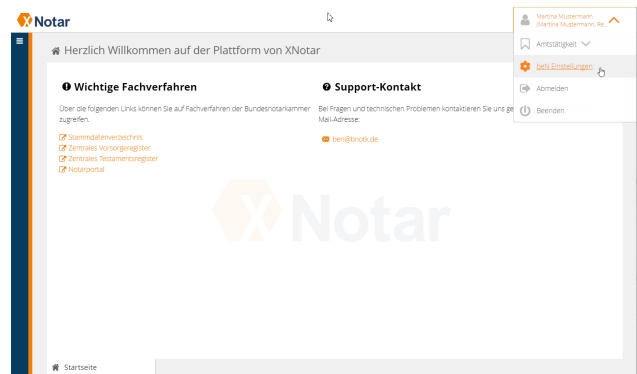 XNotar
Martina Mustermann
(Martina Mustermann, Re...
Amtstätigkeit
beN Einstellungen
Abmelden
Beenden
Herzlich Willkommen auf der Plattform von XNotar
Wichtige Fachverfahren
Über die folgenden Links können Sie auf Fachverfahren der Bundesnotarkammer
zugreifen.
Stammdatenverzeichnis
Zentrales Vorsorgeregister
Zentrales Testamentsregister
Notarportal
Support-Kontakt
Bei Fragen und technischen Problemen kontaktieren Sie uns ge
Mail-Adresse:
ben@bnotk.de
XNotar
Startseite